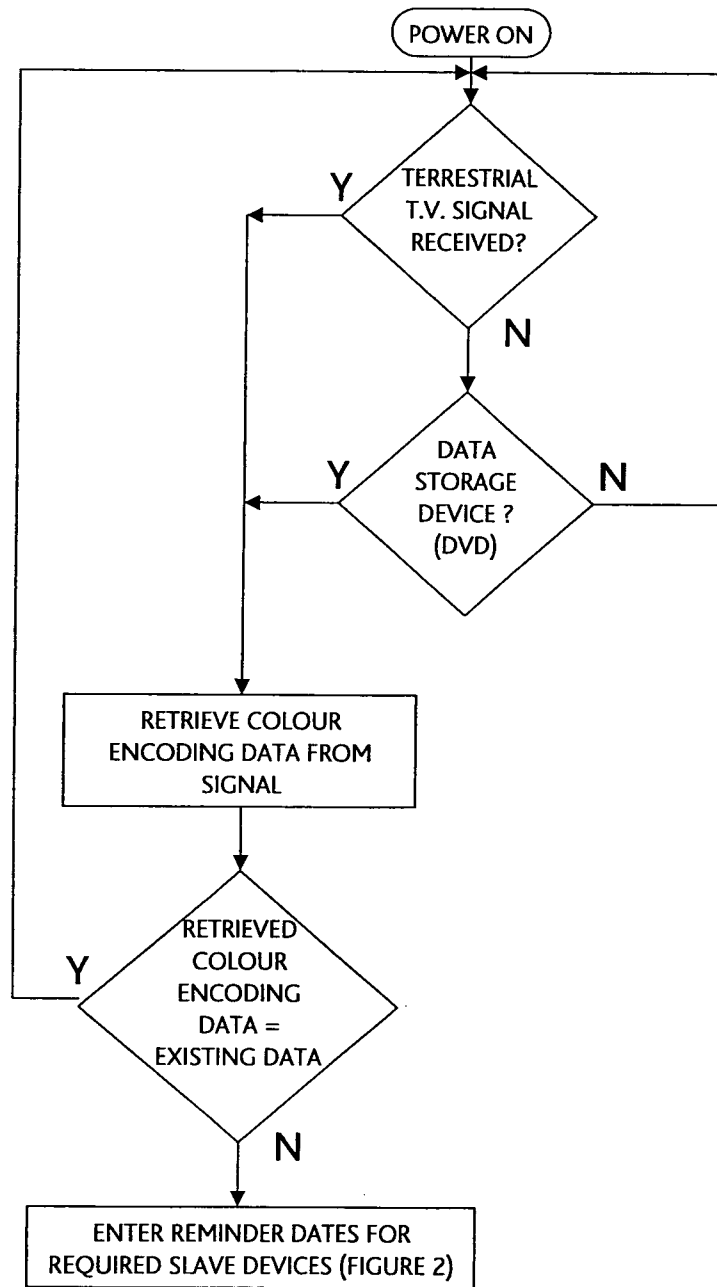 POWER ON
TERRESTRIAL
T.V. SIGNAL
RECEIVED?
Y
N
DATA
STORAGE
DEVICE ?
(DVD)
Y
N
RETRIEVE COLOUR
ENCODING DATA FROM
SIGNAL
RETRIEVED
COLOUR
ENCODING
DATA =
EXISTING DATA
Y
N
ENTER REMINDER DATES FOR
REQUIRED SLAVE DEVICES (FIGURE 2)